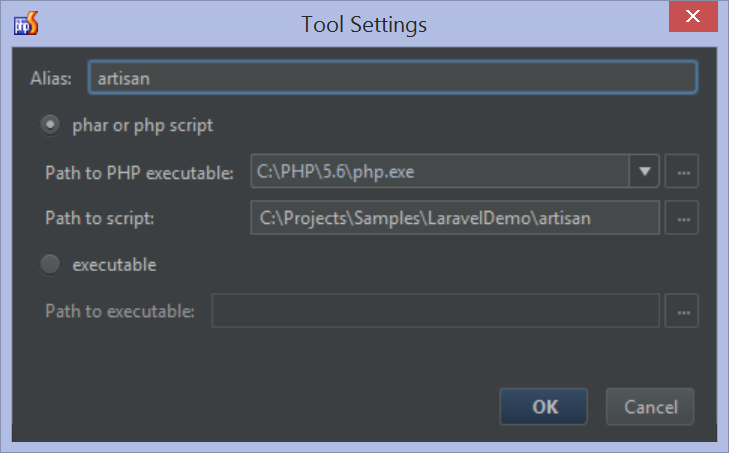 php
Tool Settings
Alias: artisan
phar or php script
Path to PHP executable: C:\PHP\5.6\php.exe ...
Path to script: C:\Projects\Samples\LaravelDemo\artisan ...
executable
Path to executable: ...
OK Cancel